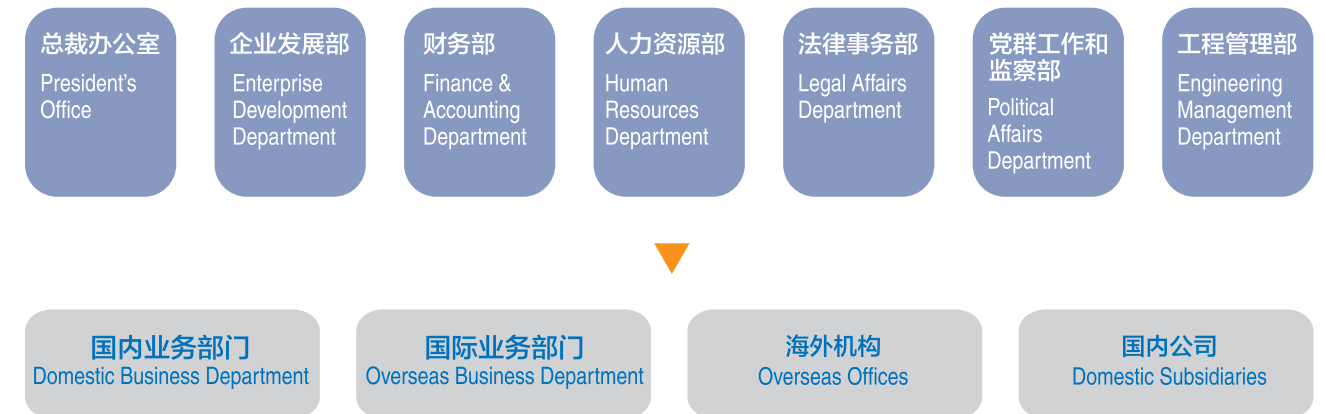 总裁办公室
President’s
Office
企业发展部
Enterprise
Development
Department
财务部
Finance &
Accounting
Department
人力资源部
Human
Resources
Department
法律事务部
Legal Affairs
Department
党群工作和
监察部
Political
Affairs
Department
工程管理部
Engineering
Management
Department
国内业务部门
Domestic Business Department
国际业务部门
Overseas Business Department
海外机构
Overseas Offices
国内公司
Domestic Subsidiaries